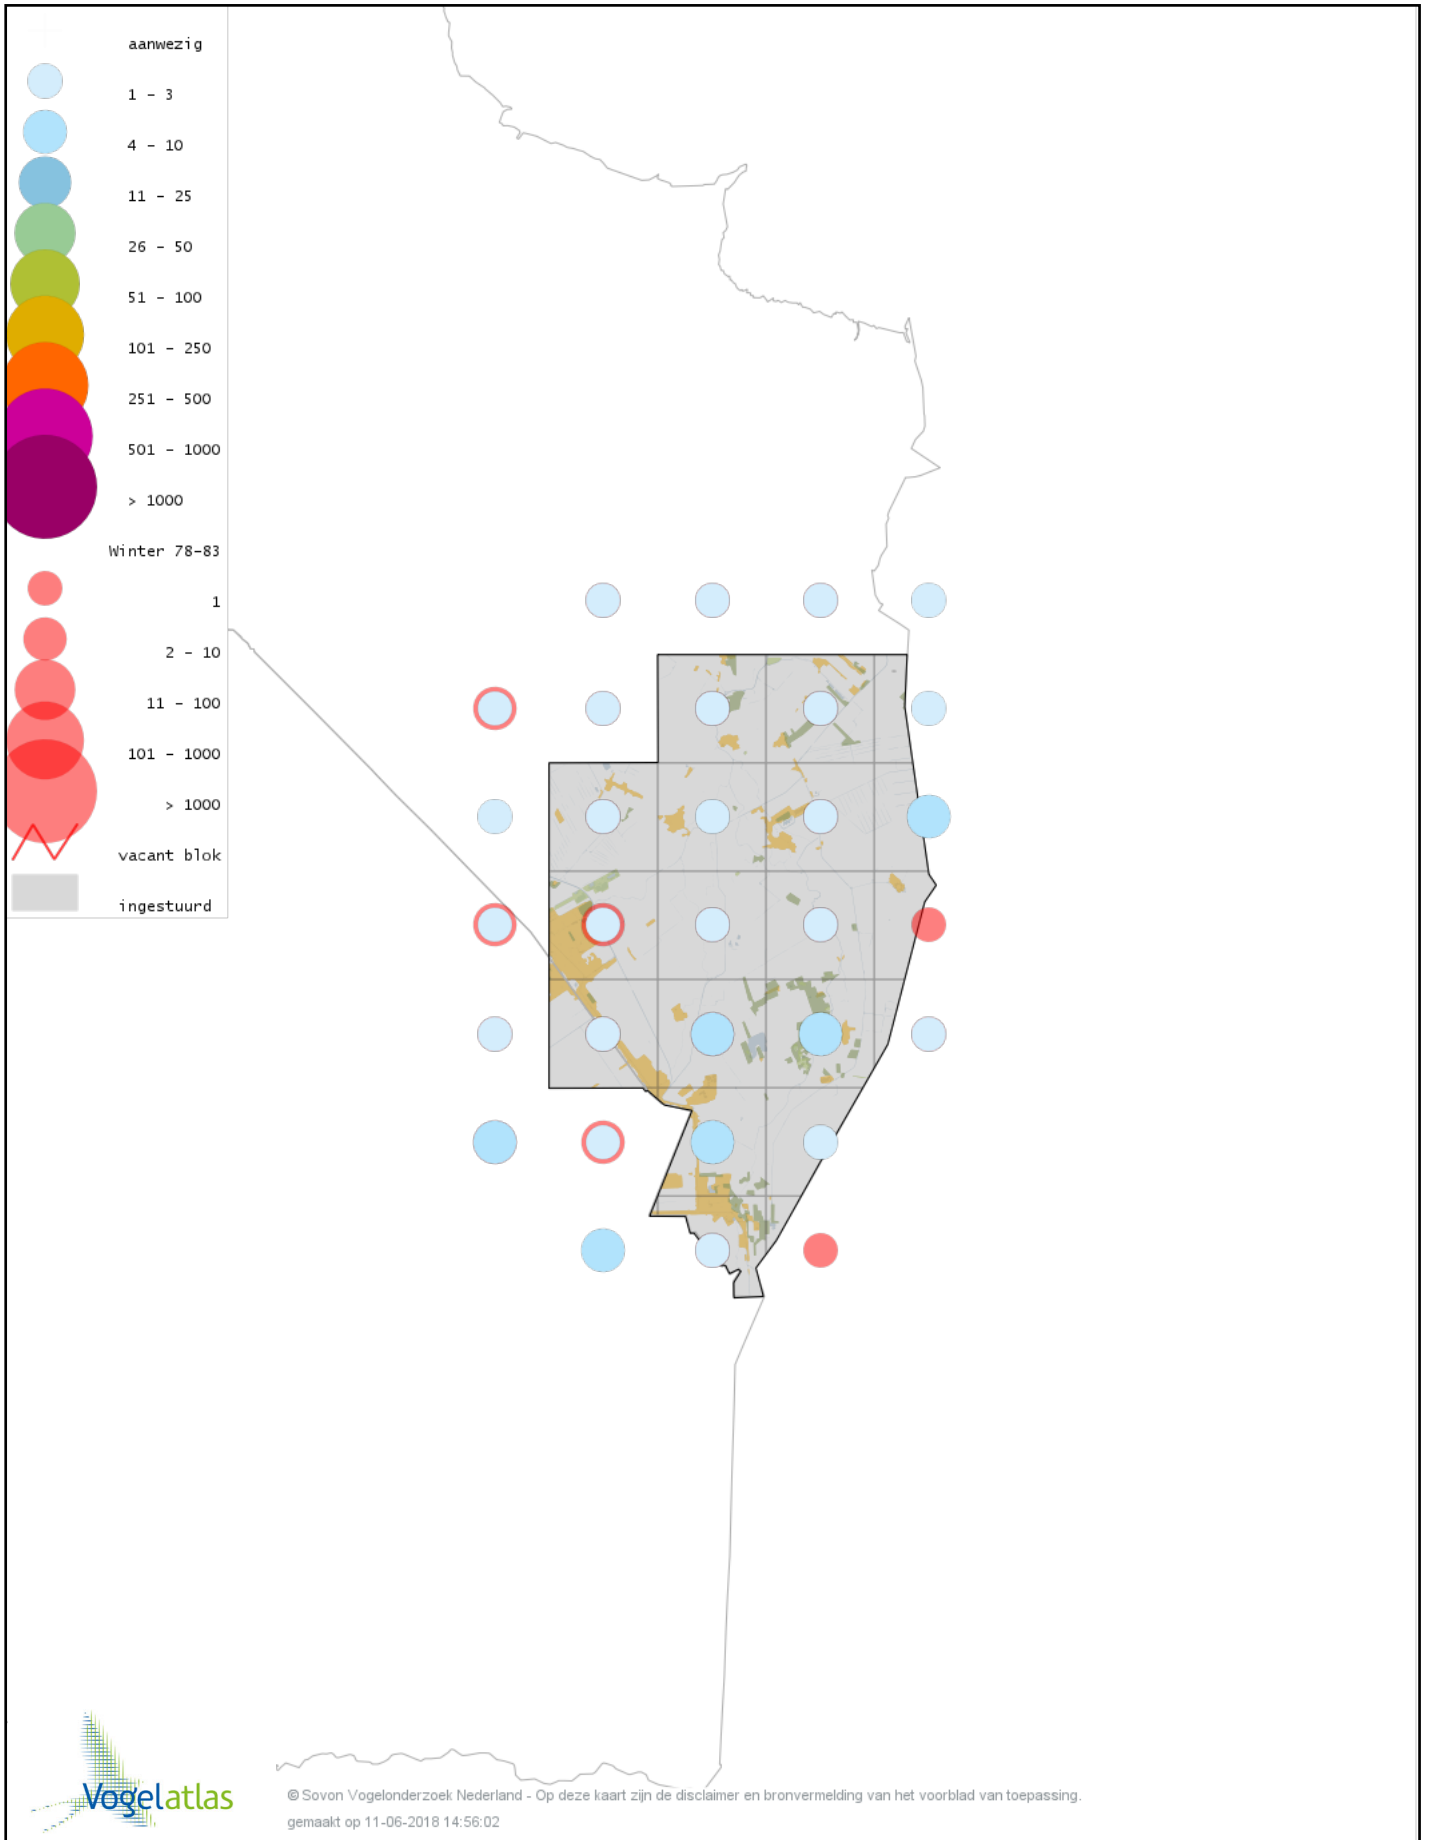 aanwezig
1 - 3
4 - 10
11 - 25
26 - 50
51 - 100
101 - 250
251 - 500
501 - 1000
> 1000
Winter 78-83
1
2 - 10
11 - 100
101 - 1000
> 1000
vacant blok
ingestuurd
Vogelatlas
© Sovon Vogelonderzoek Nederland - Op deze kaart zijn de disclaimer en bronvermelding van het voorblad van toepassing.
gemaakt op 11-06-2018 14:56:02